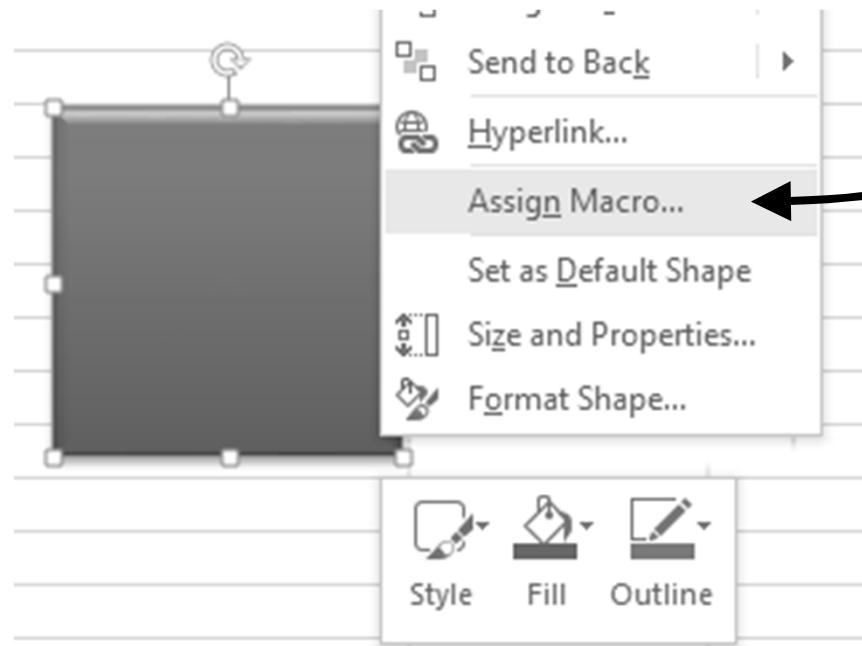 Send to Back
Hyperlink...
Assign Macro...
Set as Default Shape
Size and Properties...
Format Shape...
Style Fill Outline